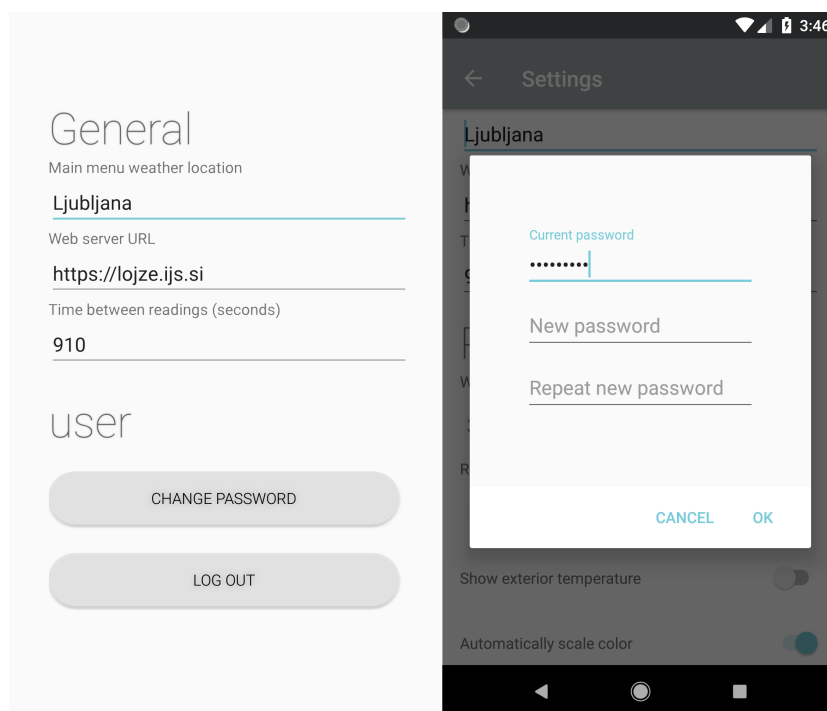 General
Main menu weather location
Ljubljana
Web server URL
https://lojze.ijs.si
Time between readings (seconds)
910
user
CHANGE PASSWORD
LOG OUT
3:46
Settings
Ljubljana
Current password
•••••••••
New password
Repeat new password
CANCEL
OK
Show exterior temperature
Automatically scale color